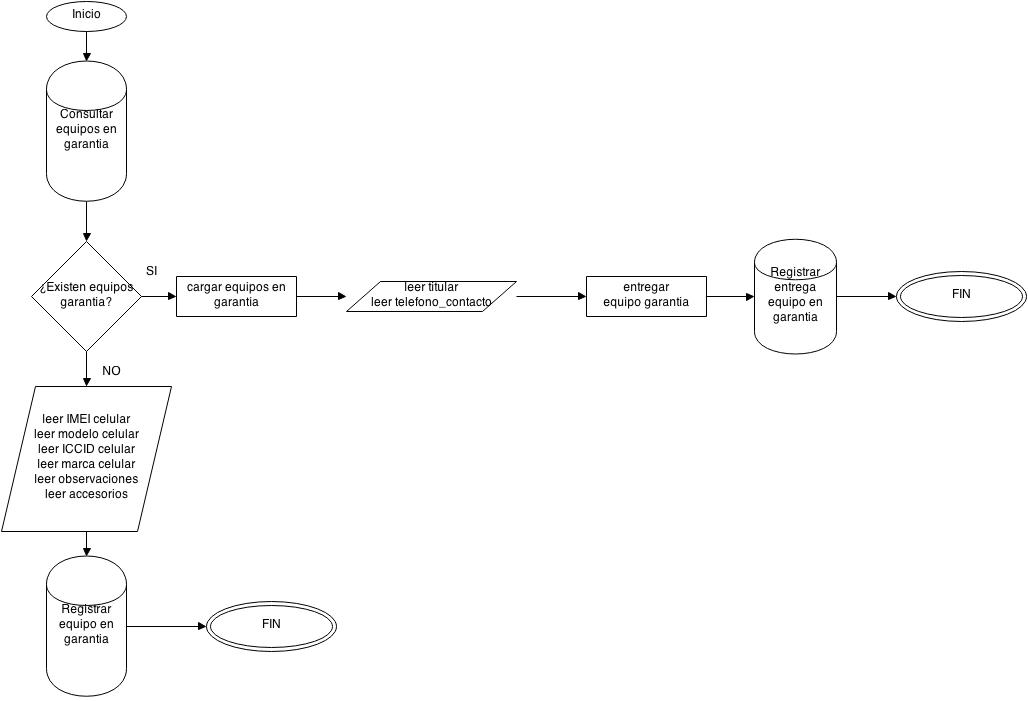 Inicio
Consultar
equipos en
garantia
¿Existen equipos
garantia?
SI
cargar equipos en
garantia
leer titular
leer telefono_contacto
entregar
equipo garantia
Registrar
entrega
equipo en
garantia
FIN
NO
leer IMEI celular
leer modelo celular
leer ICCID celular
leer marca celular
leer observaciones
leer accesorios
Registrar
equipo en
garantia
FIN